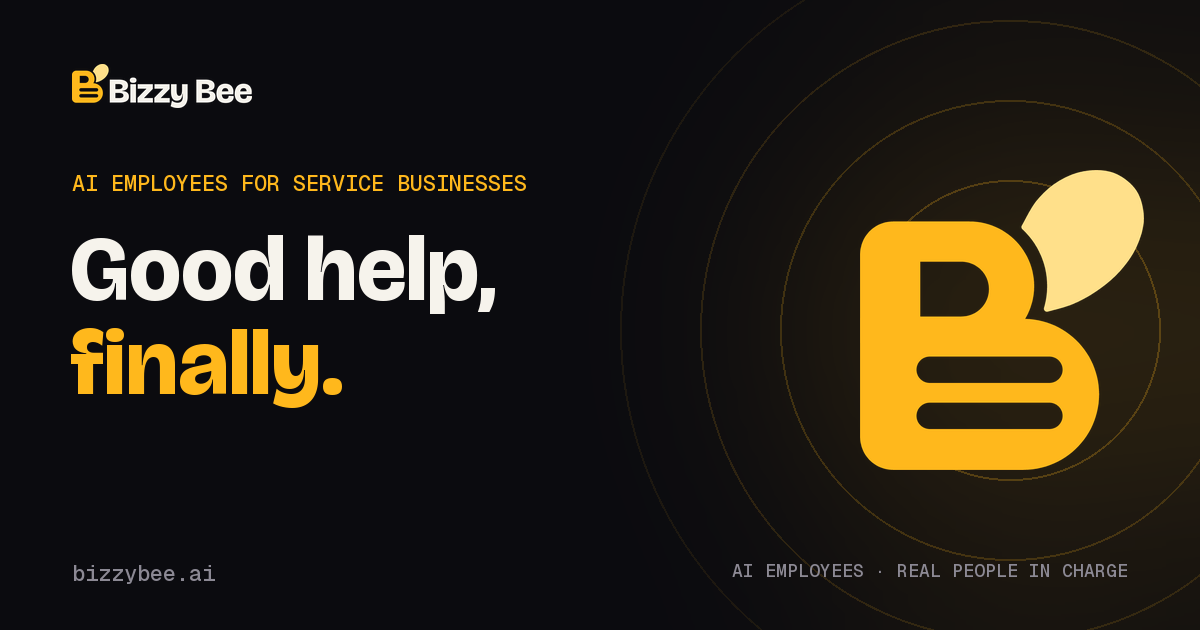 Bizzy Bee
AI EMPLOYEES FOR SERVICE BUSINESSES
Good help,
finally.
bizzybee.ai
AI EMPLOYEES · REAL PEOPLE IN CHARGE